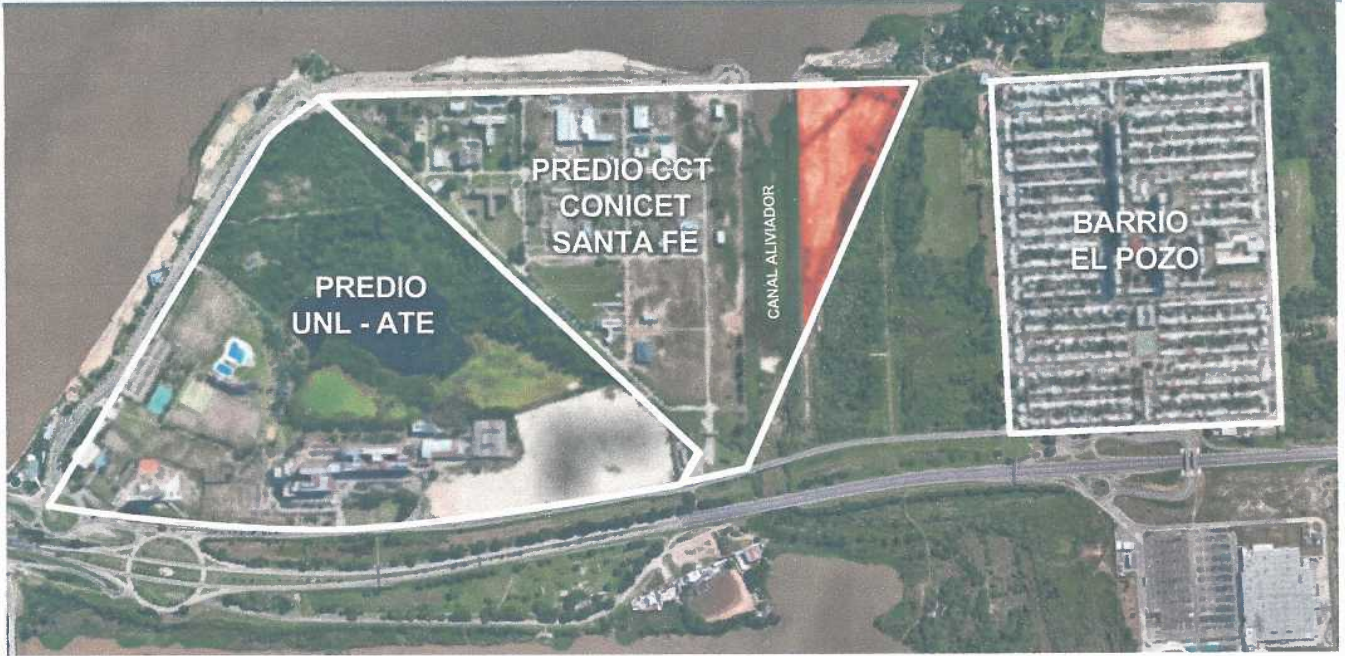 PREDIO CCT
CONICET
SANTA FE
PREDIO
UNL - ATE
CANAL ALIVIADOR
BARRIO
EL POZO